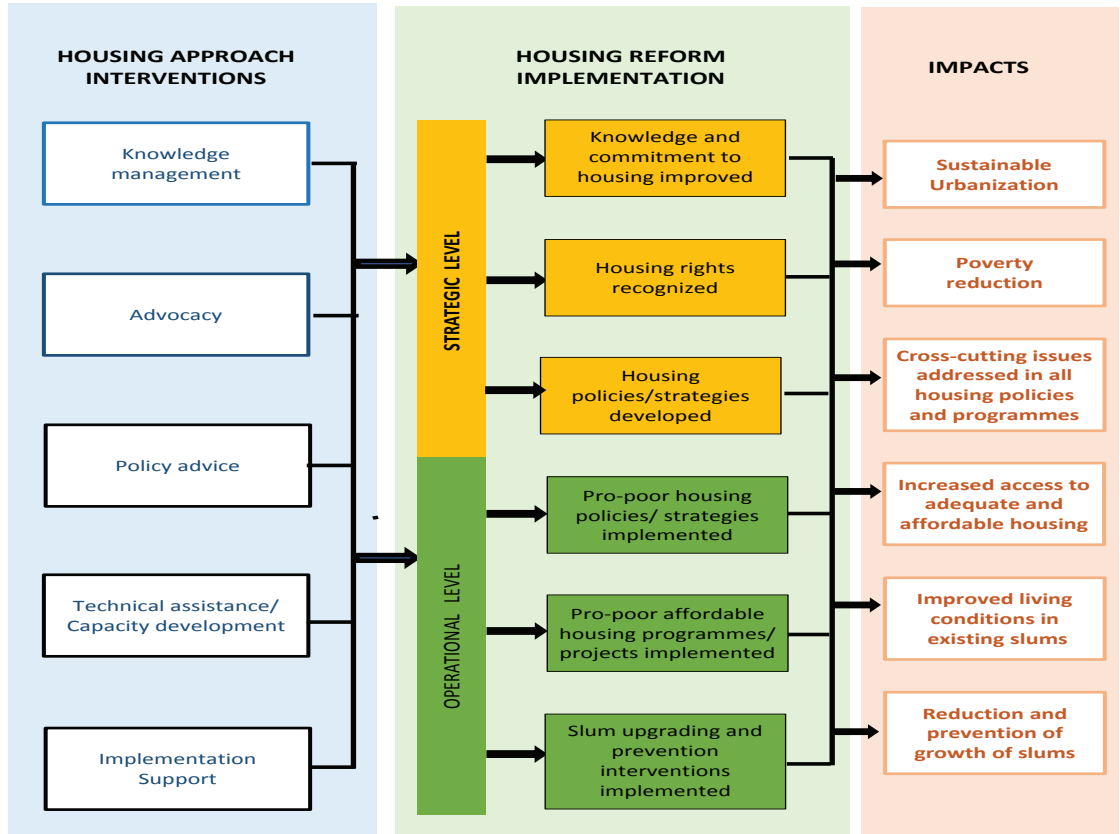 HOUSING APPROACH
INTERVENTIONS
Knowledge
management
Advocacy
Policy advice
Technical assistance/
Capacity development
Implementation
Support
HOUSING REFORM
IMPLEMENTATION
STRATEGIC LEVEL
OPERATIONAL LEVEL
Knowledge and
commitment to
housing improved
Housing rights
recognized
Housing
policies/strategies
developed
Pro-poor housing
policies/ strategies
implemented
Pro-poor affordable
housing programmes/
projects implemented
Slum upgrading and
prevention
interventions
implemented
IMPACTS
Sustainable
Urbanization
Poverty
reduction
Cross-cutting issues
addressed in all
housing policies
and programmes
Increased access to
adequate and
affordable housing
Improved living
conditions in
existing slums
Reduction and
prevention of
growth of slums